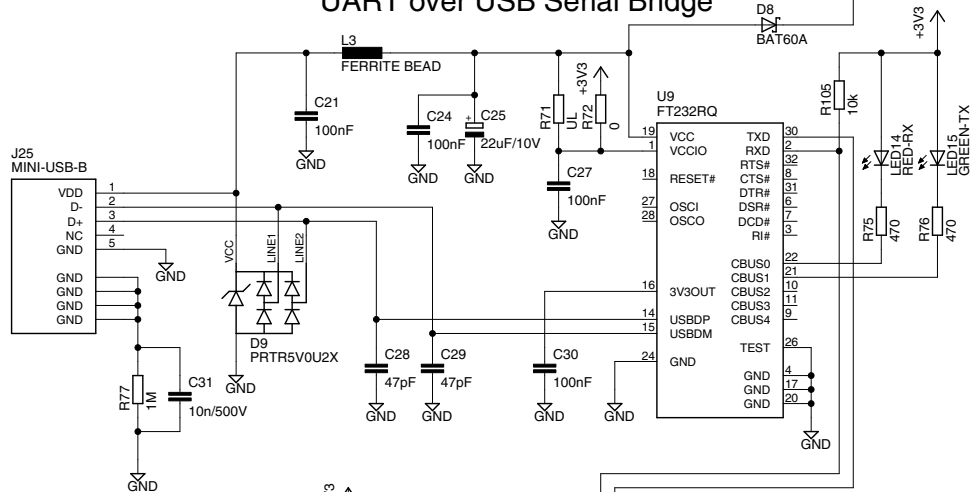 UART over USB Serial Bridge
D8
BAT60A
+3V3
L3
FERRITE BEAD
C21
100nF
GND
C24
100nF
GND
+
C25
22uF/10V
GND
R71
UL
R72
0
+3V3
C27
100nF
GND
R105
10k
LED14
RED-RX
LED15
GREEN-TX
R75
470
R76
470
U9
FT232RQ
19 VCC
1 VCCIO
18 RESET#
27 OSCI
28 OSCO
16 3V3OUT
14 USBDP
15 USBDM
24 GND
TXD 30
RXD 2
RTS# 32
CTS# 8
DTR# 31
DSR# 6
DCD# 7
RI# 3
CBUS0 22
CBUS1 21
CBUS2 10
CBUS3 11
CBUS4 9
TEST 26
GND 4
GND 17
GND 20
GND
J25
MINI-USB-B
VDD 1
D- 2
D+ 3
NC 4
GND 5
GND
GND
GND
GND
GND
VCC
LINE1
LINE2
D9
PRTR5V0U2X
GND
C28
47pF
GND
C29
47pF
GND
C30
100nF
GND
GND
R77
1M
C31
10n/500V
GND